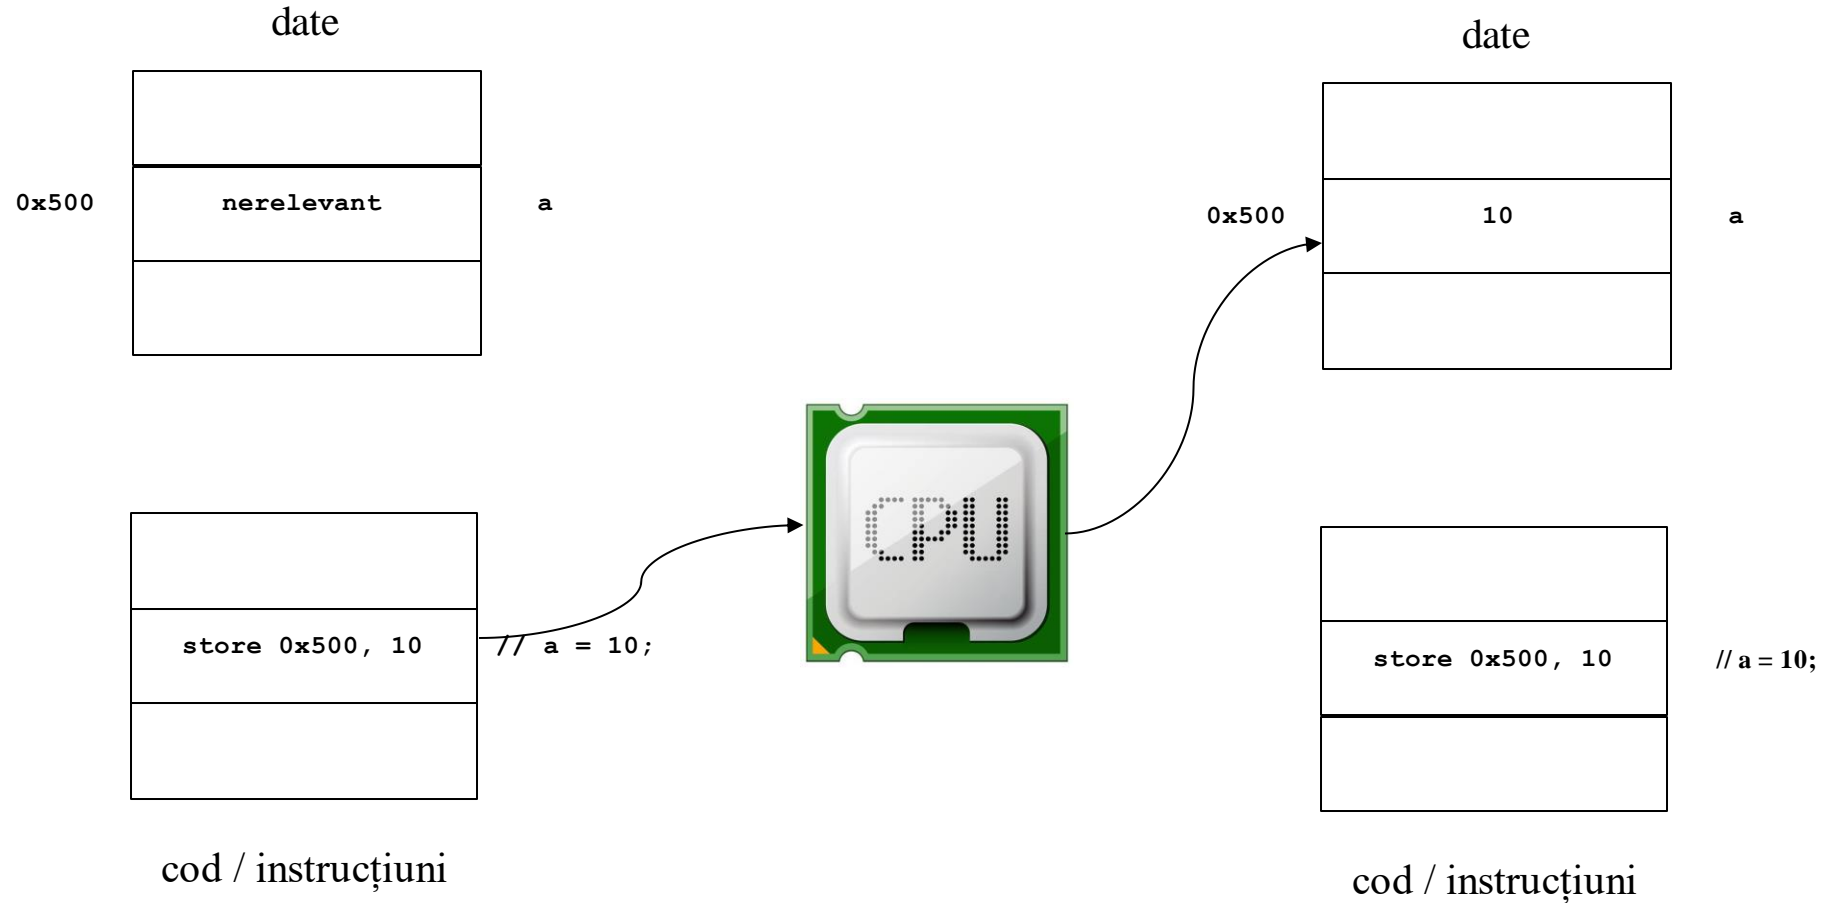 date
0x500 nerelevant a
store 0x500, 10 // a = 10;
cod / instrucțiuni
CPU
date
0x500 10 a
store 0x500, 10 // a = 10;
cod / instrucțiuni